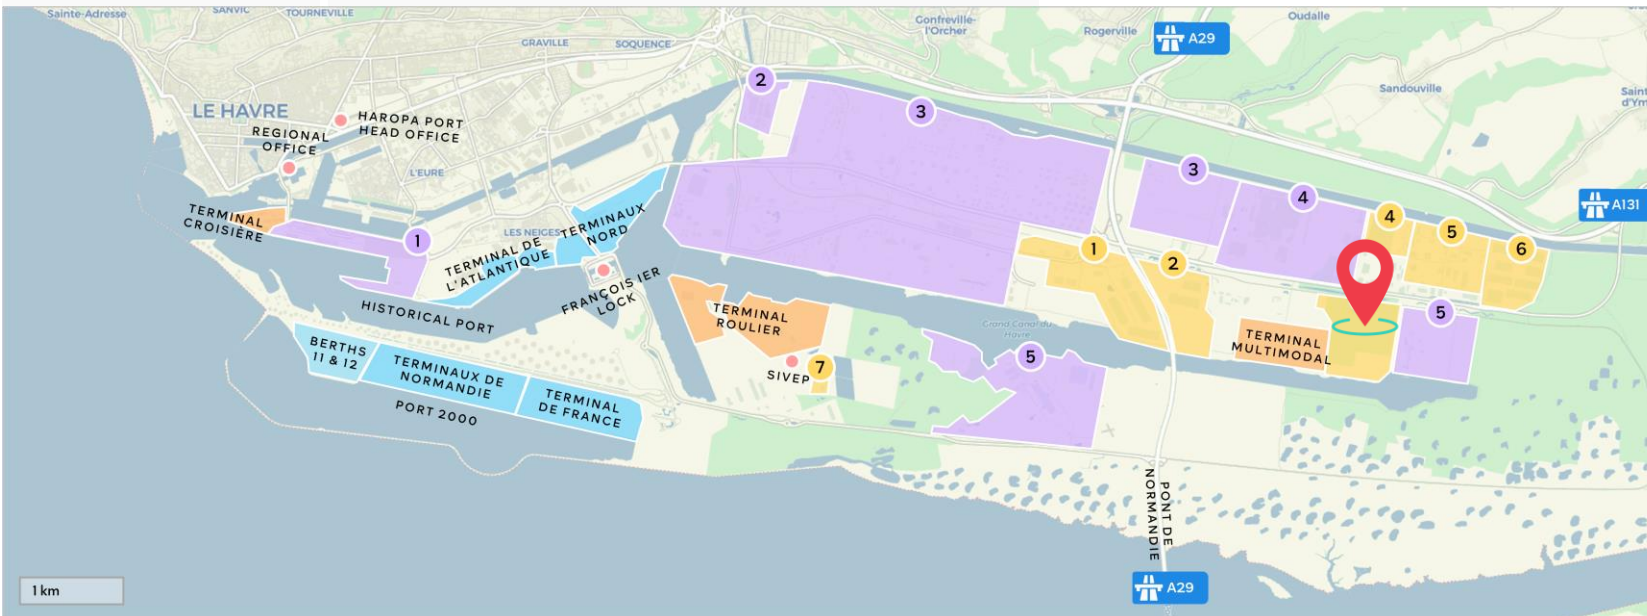 Sainte-Adresse
SANVIC
TOURNEVILLE
GRAVILLE
SOQUENCE
Gonfreville-
l'Orcher
Rogerville
A29
Oudalle
Sandouville
Saint
d'Ym
LE HAVRE
HAROPA PORT
HEAD OFFICE
REGIONAL
OFFICE
L'EURE
2
3
3
4
4
5
6
A131
TERMINAL
CROISIÈRE
1
LES NEIGES
TERMINAUX
NORD
TERMINAL DE
L'ATLANTIQUE
FRANÇOIS IER
LOCK
HISTORICAL PORT
1
2
TERMINAL
ROULIER
Grand Canal du
Havre
5
TERMINAL
MULTIMODAL
5
BERTHS
11 & 12
TERMINAUX DE
NORMANDIE
TERMINAL
DE FRANCE
PORT 2000
SIVEP
7
PONT DE
NORMANDIE
A29
1 km